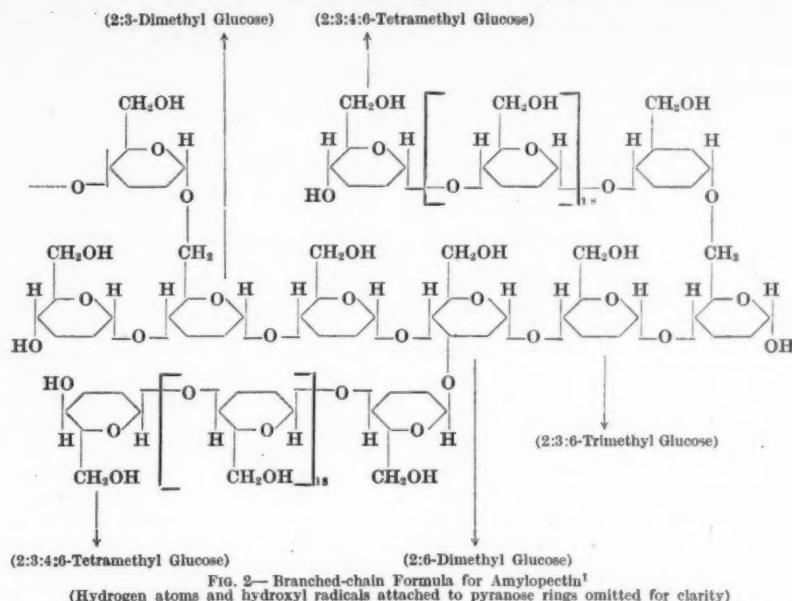 (2:3-Dimethyl Glucose) (2:3:4:6-Tetramethyl Glucose)
CH₂OH CH₂OH CH₂OH CH₂OH
H H H H H
O O O O
O O HO O O O
18
CH₂OH CH₂ CH₂OH CH₂OH CH₂OH CH₂
H O H H O H H O H H O H H O H H O H
HO O O O O O OH
HO O O O
H O H H O H O H
(2:3:6-Trimethyl Glucose)
CH₂OH CH₂OH 18 CH₂OH
(2:3:4:6-Tetramethyl Glucose) (2:6-Dimethyl Glucose)
FIG. 2— Branched-chain Formula for Amylopectin¹
(Hydrogen atoms and hydroxyl radicals attached to pyranose rings omitted for clarity)